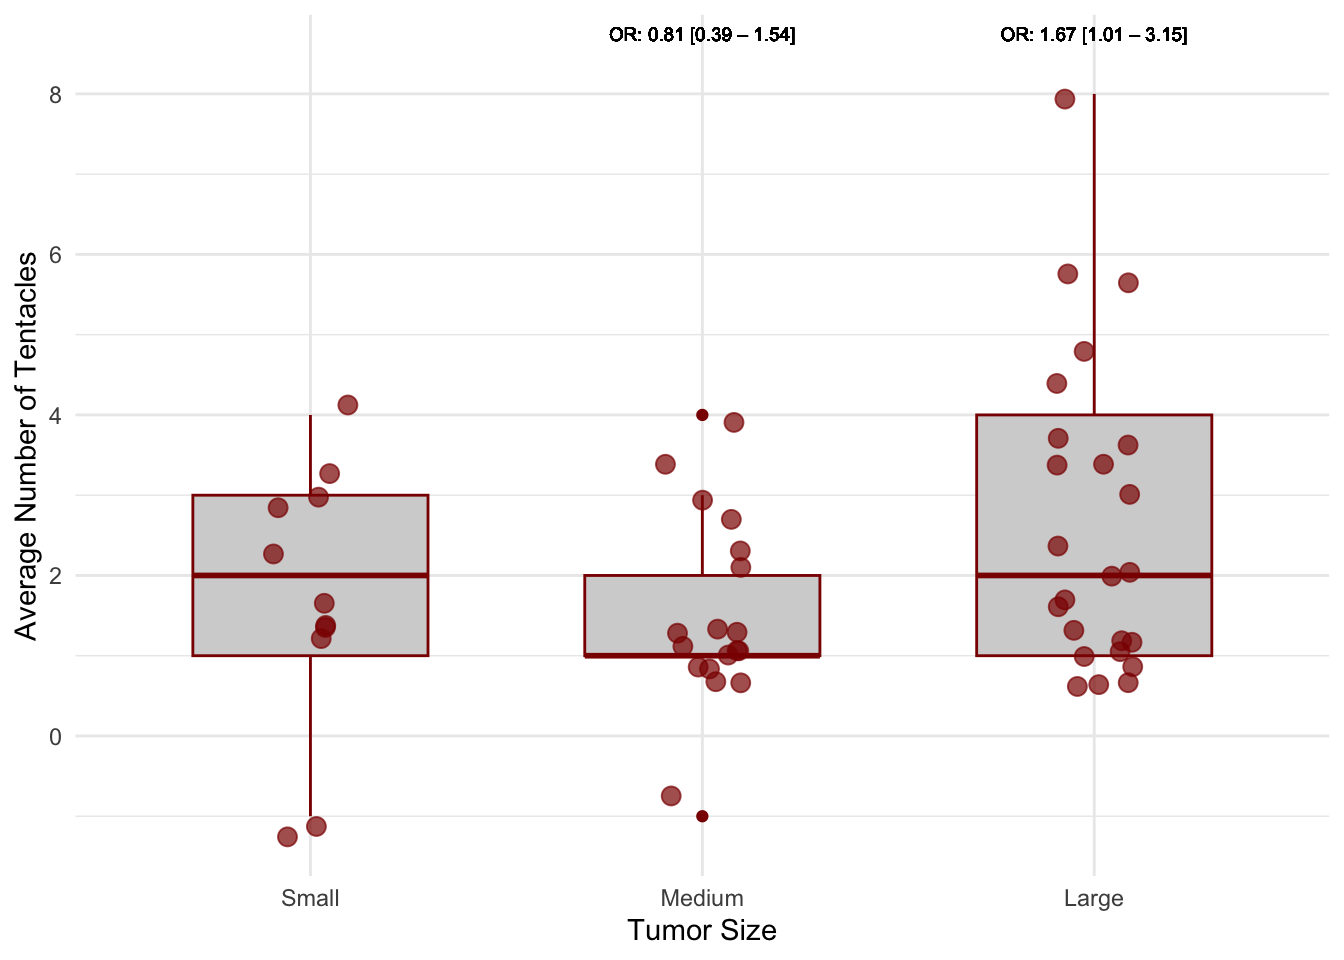 OR: 0.81 [0.39 – 1.54]
OR: 1.67 [1.01 – 3.15]
8
6
4
2
0
Average Number of Tentacles
Small
Medium
Large
Tumor Size